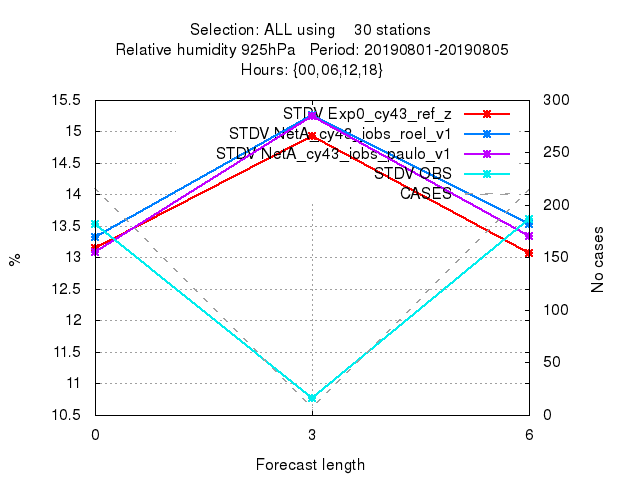 Selection: ALL using 30 stations
Relative humidity 925hPa Period: 20190801-20190805
Hours: {00,06,12,18}
STDV Exp0_cy43_ref_z
STDV NetA_cy43_iobs_roel_v1
STDV NetA_cy43_iobs_paulo_v1
STDV OBS
CASES
15.5
15
14.5
14
13.5
13
12.5
12
11.5
11
10.5
%
300
250
200
150
100
50
0
No cases
0 3 6
Forecast length